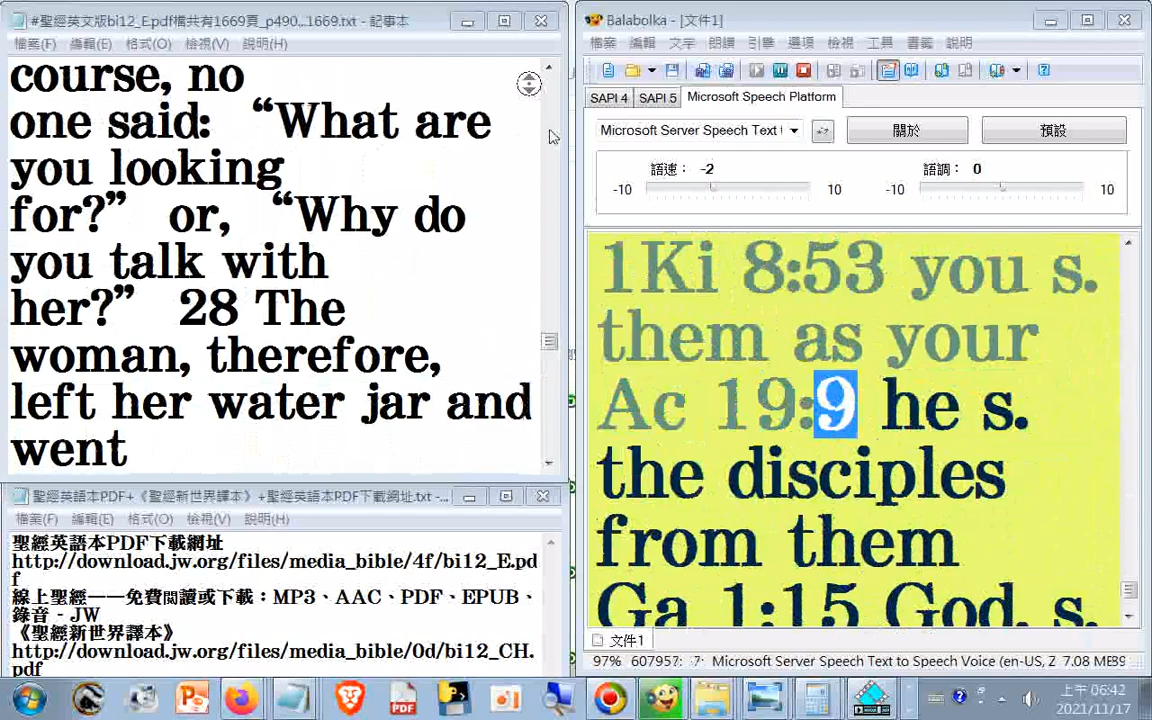 #聖經英文版bi12_E.pdf檔共有1669頁_p490...1669.txt - 記事本
檔案(F) 編輯(E) 格式(O) 檢視(V) 說明(H)
course, no
one said: “What are
you looking
for?” or, “Why do
you talk with
her?” 28 The
woman, therefore,
left her water jar and
went
聖經英語本PDF+《聖經新世界譯本》+聖經英語本PDF下載網址.txt - ...
檔案(F) 編輯(E) 格式(O) 檢視(V) 說明(H)
聖經英語本PDF下載網址
http://download.jw.org/files/media_bible/4f/bi12_E.pd
f
線上聖經——免費閱讀或下載：MP3、AAC、PDF、EPUB、
錄音 - JW
《聖經新世界譯本》
http://download.jw.org/files/media_bible/0d/bi12_CH.
pdf
Balabolka - [文件1]
檔案 編輯 文字 朗讀 引擎 選項 檢視 工具 書籤 說明
SAPI 4 SAPI 5 Microsoft Speech Platform
Microsoft Server Speech Text
關於 預設
語速： -2 語調： 0
-10 10 -10 10
1Ki 8:53 you s.
them as your
Ac 19:9 he s.
the disciples
from them
Ga 1:15 God, s.
文件1
97% 607957: 7: Microsoft Server Speech Text to Speech Voice (en-US, Z 7.08 MB
上午 06:42
2021/11/17